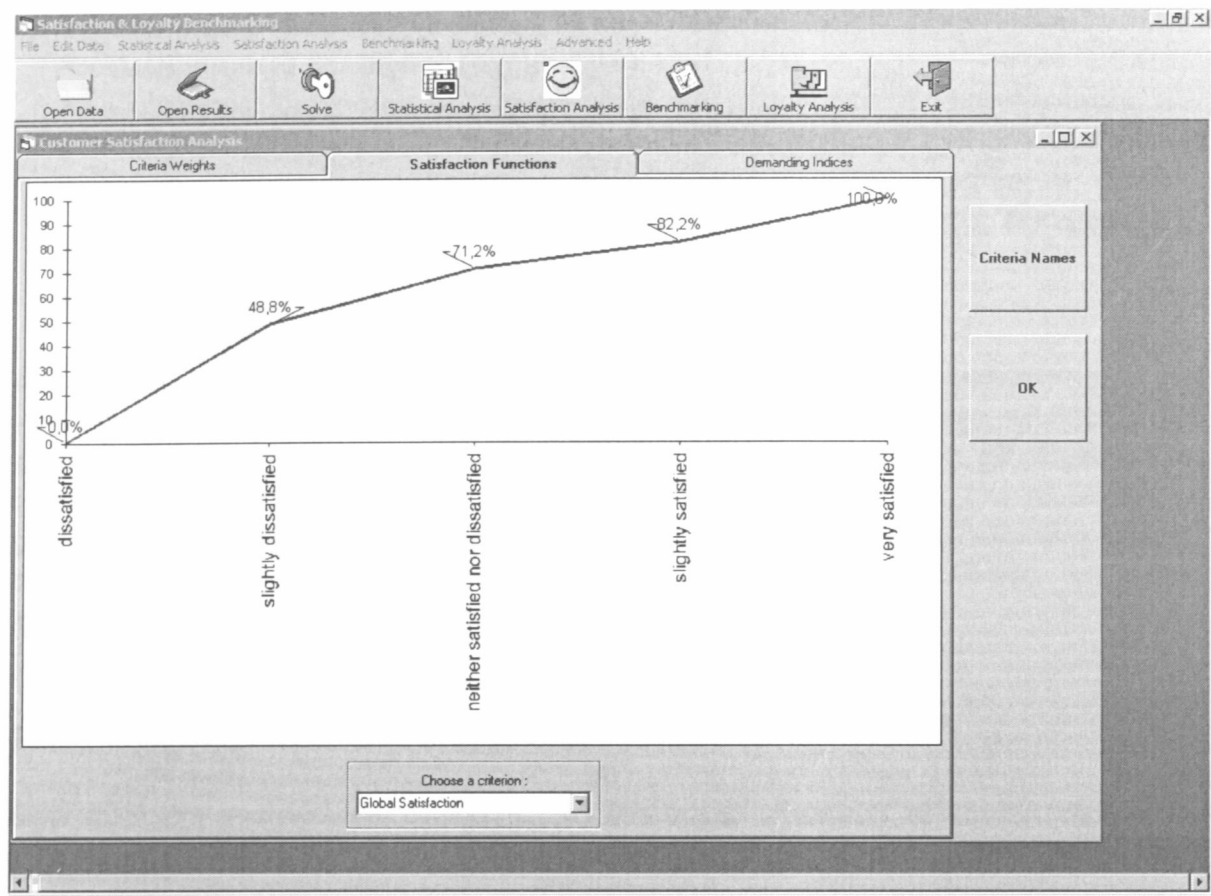 Satisfaction & Loyalty Benchmarking
File Edit Data Statistical Analysis Satisfaction Analysis Benchmarking Loyalty Analysis Advanced Help
Open Data Open Results Solve Statistical Analysis Satisfaction Analysis Benchmarking Loyalty Analysis Exit
Customer Satisfaction Analysis
Criteria Weights Satisfaction Functions Demanding Indices
100
90
80
70
60
50
40
30
20
10
0
0,0%
48,8%
71,2%
82,2%
100,0%
dissatisfied
slightly dissatisfied
neither satisfied nor dissatisfied
slightly satisfied
very satisfied
Criteria Names
OK
Choose a criterion :
Global Satisfaction